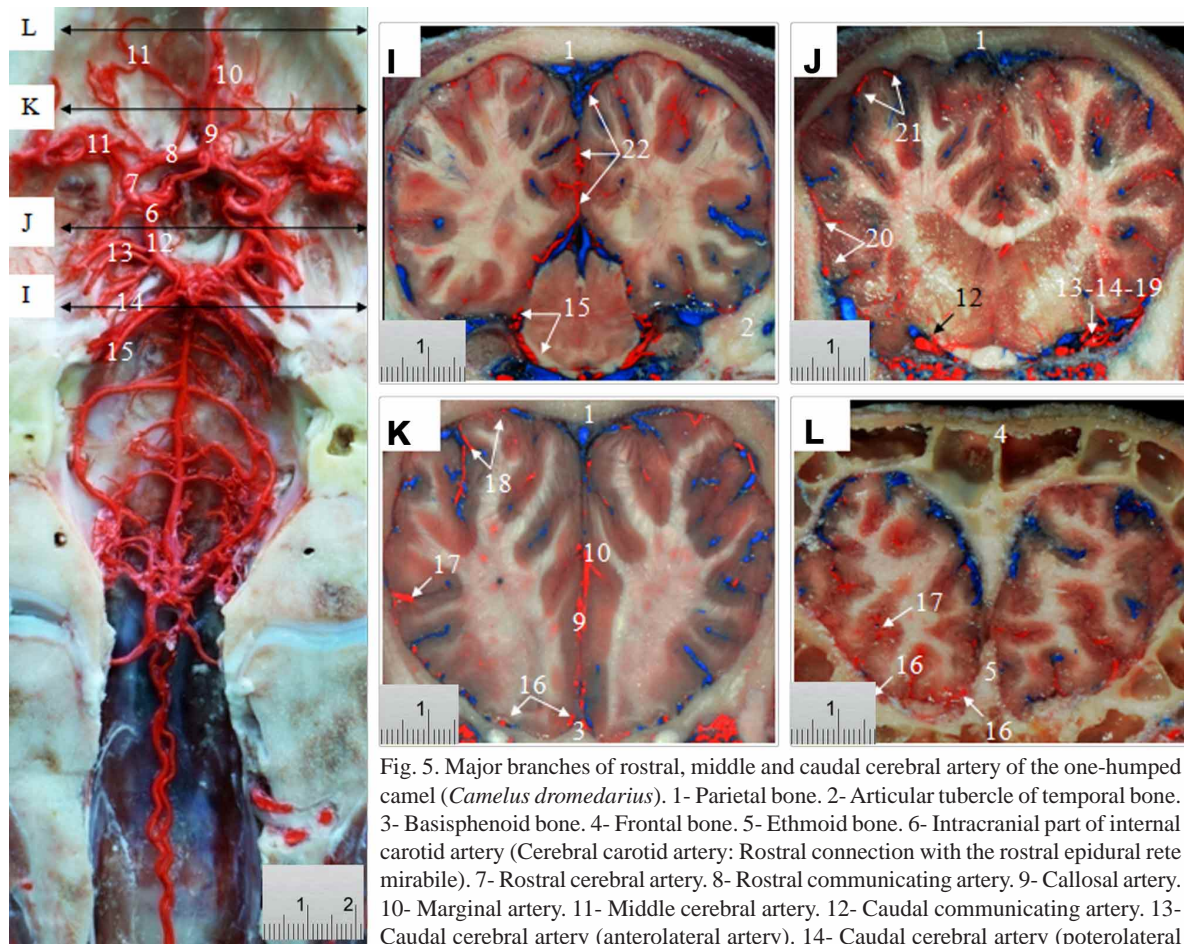 L
11
10
K
9
11
8
7
6
J
12
13
I
14
15
1 2
I
1
22
15
2
1
J
1
21
20
12
13-14-19
1
K
1
18
17
10
9
16
3
1
L
4
17
16
5
16
1
Fig. 5. Major branches of rostral, middle and caudal cerebral artery of the one-humped
camel (Camelus dromedarius). 1- Parietal bone. 2- Articular tubercle of temporal bone.
3- Basisphenoid bone. 4- Frontal bone. 5- Ethmoid bone. 6- Intracranial part of internal
carotid artery (Cerebral carotid artery: Rostral connection with the rostral epidural rete
mirabile). 7- Rostral cerebral artery. 8- Rostral communicating artery. 9- Callosal artery.
10- Marginal artery. 11- Middle cerebral artery. 12- Caudal communicating artery. 13-
Caudal cerebral artery (anterolateral artery). 14- Caudal cerebral artery (poterolateral